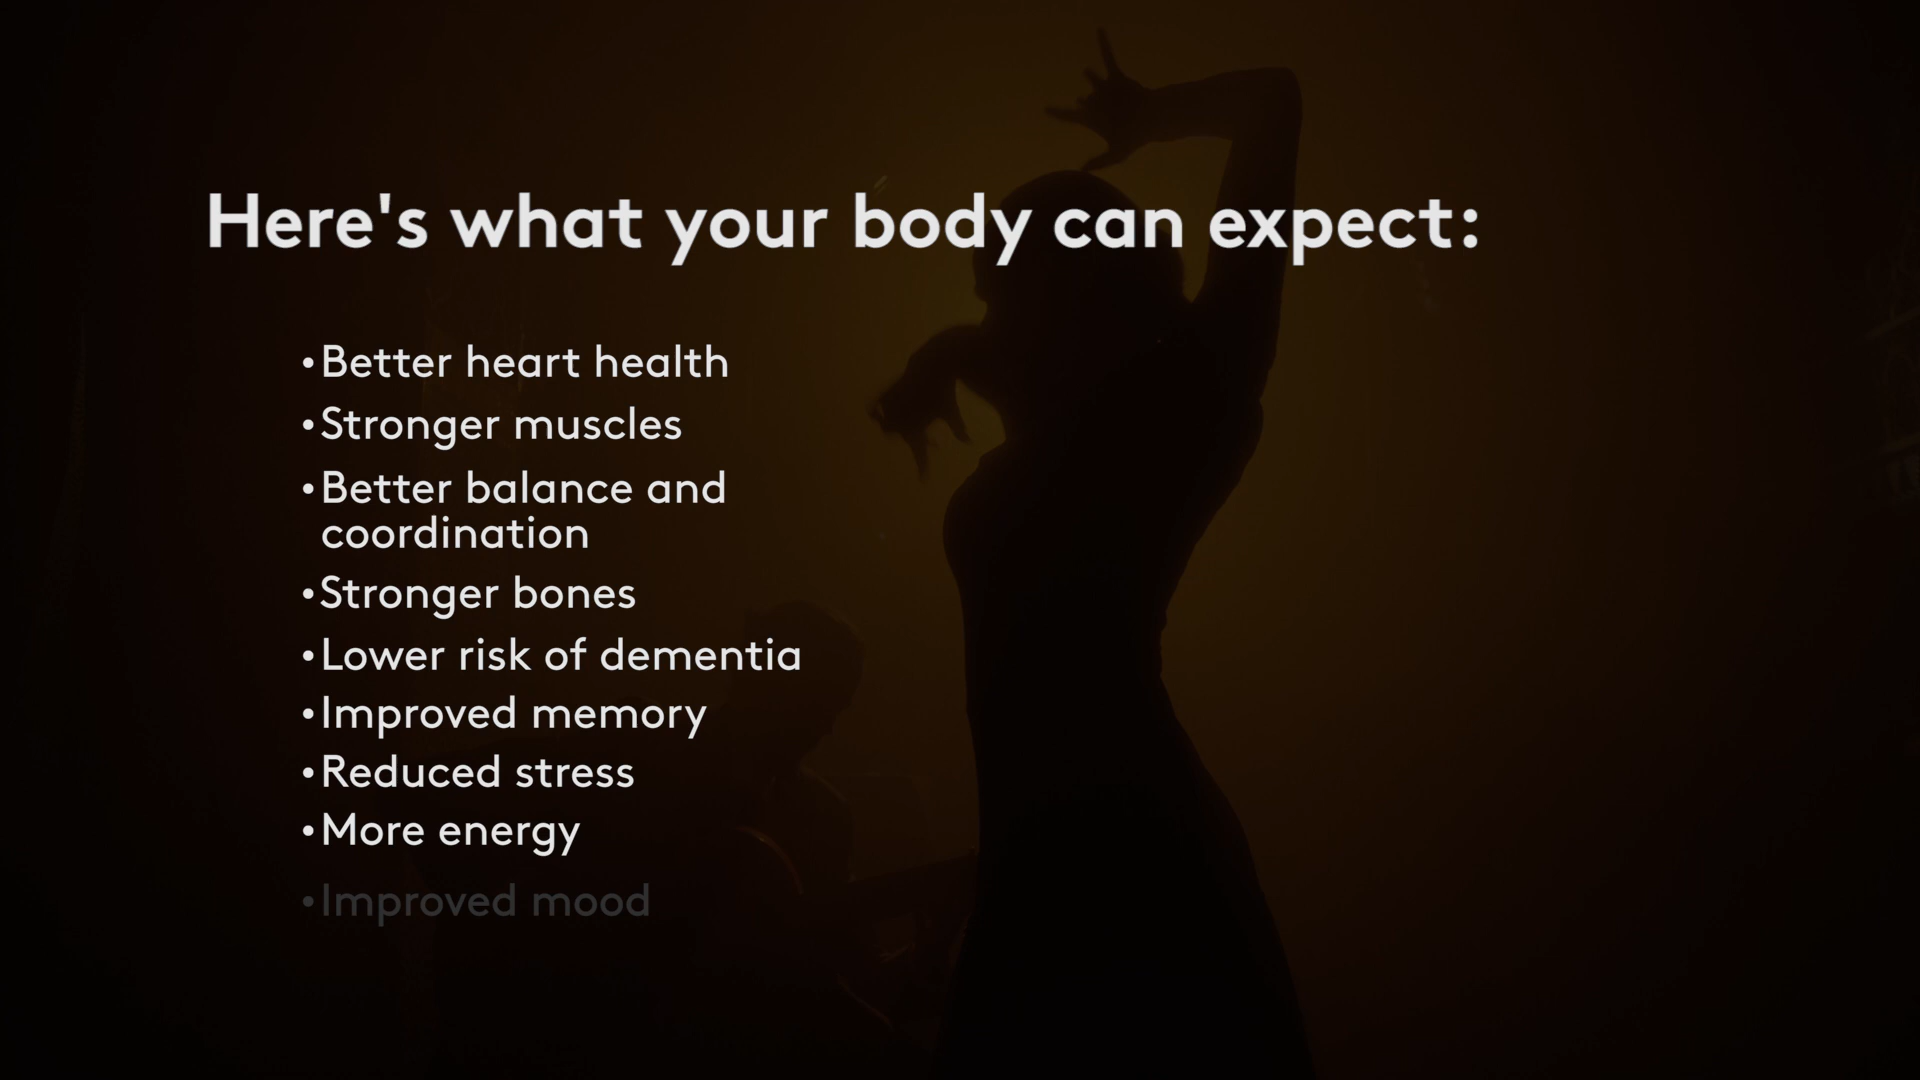 Here's what your body can expect:
•Better heart health
•Stronger muscles
•Better balance and
coordination
•Stronger bones
•Lower risk of dementia
•Improved memory
•Reduced stress
•More energy
•Improved mood